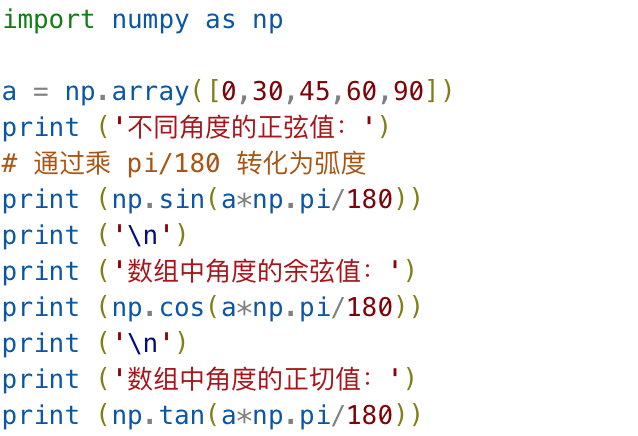 import numpy as np
a = np.array([0,30,45,60,90])
print ('不同角度的正弦值：')
# 通过乘 pi/180 转化为弧度
print (np.sin(a*np.pi/180))
print ('\n')
print ('数组中角度的余弦值：')
print (np.cos(a*np.pi/180))
print ('\n')
print ('数组中角度的正切值：')
print (np.tan(a*np.pi/180))